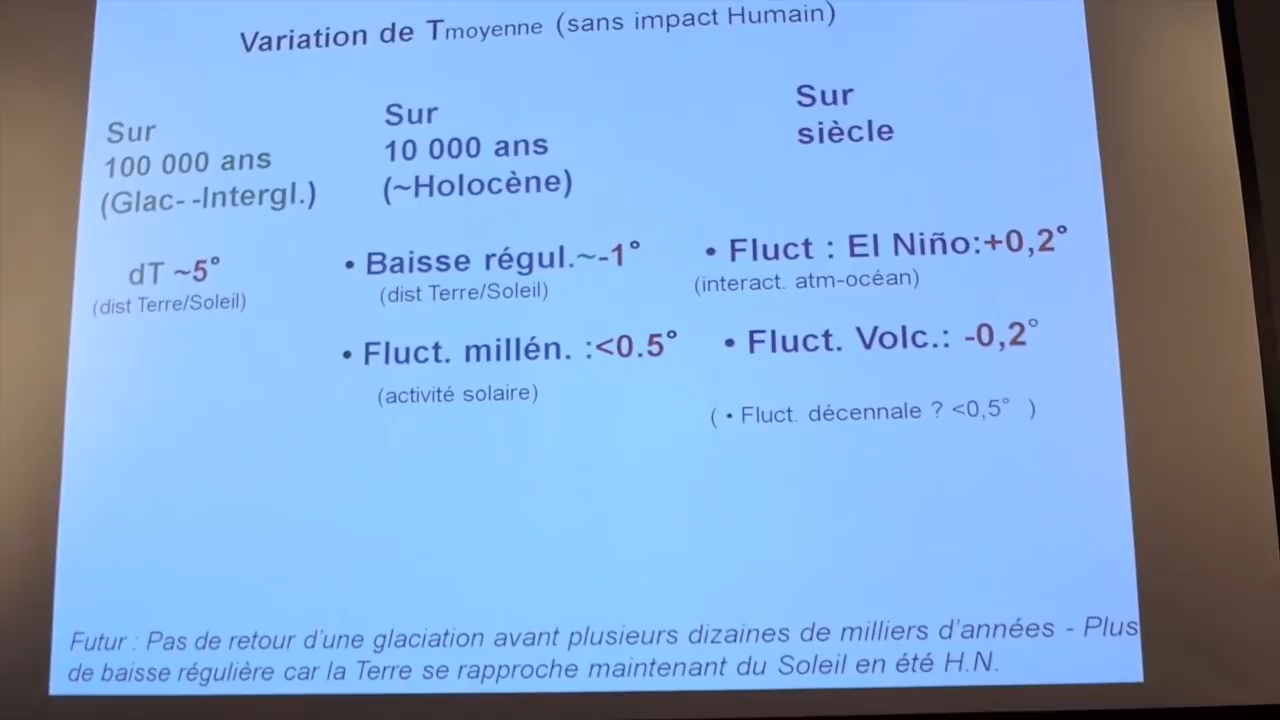 Variation de Tmoyenne (sans impact Humain)
Sur
100 000 ans
(Glac- -Intergl.)
dT ~5°
(dist Terre/Soleil)
Sur
10 000 ans
(~Holocène)
• Baisse régul.~-1°
(dist Terre/Soleil)
• Fluct. millén. :<0.5°
(activité solaire)
Sur
siècle
• Fluct : El Niño:+0,2°
(interact. atm-océan)
• Fluct. Volc.: -0,2°
( • Fluct. décennale ? <0,5° )
Futur : Pas de retour d'une glaciation avant plusieurs dizaines de milliers d'années - Plus
de baisse régulière car la Terre se rapproche maintenant du Soleil en été H.N.